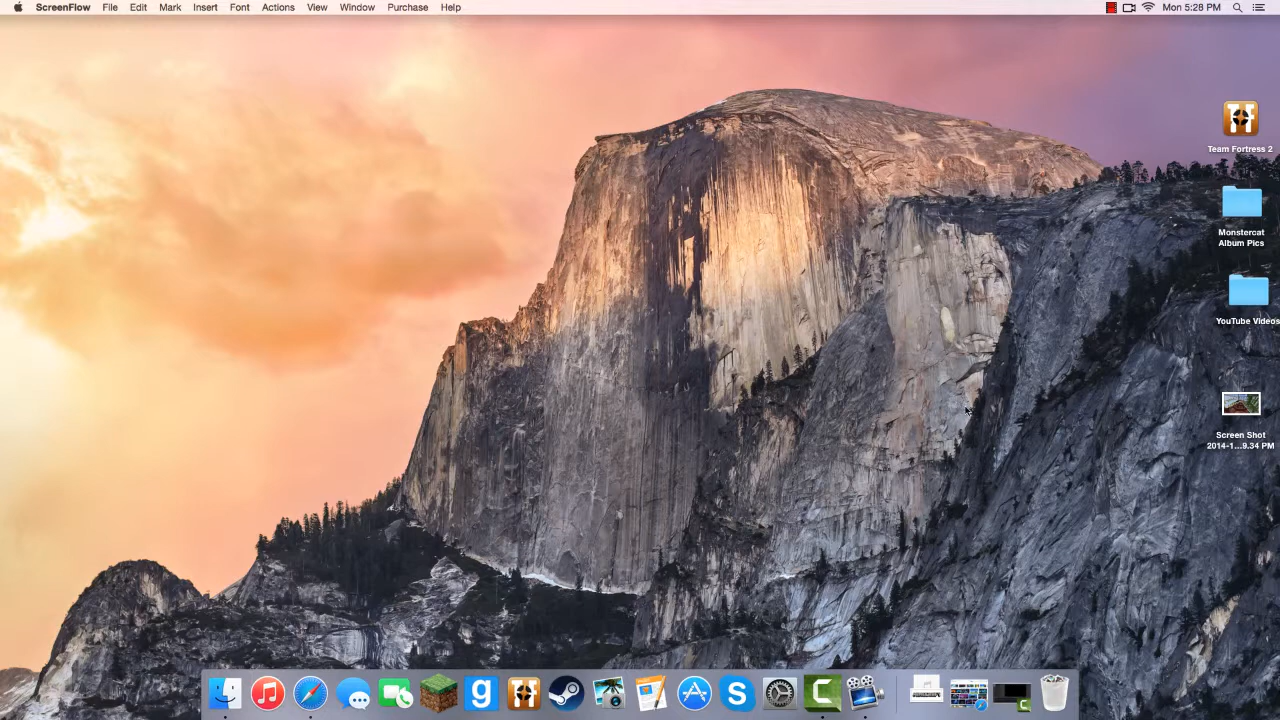 ScreenFlow File Edit Mark Insert Font Actions View Window Purchase Help Mon 5:28 PM
Team Fortress 2
Monstercat
Album Pics
YouTube Videos
Screen Shot
2014-1...9.34 PM